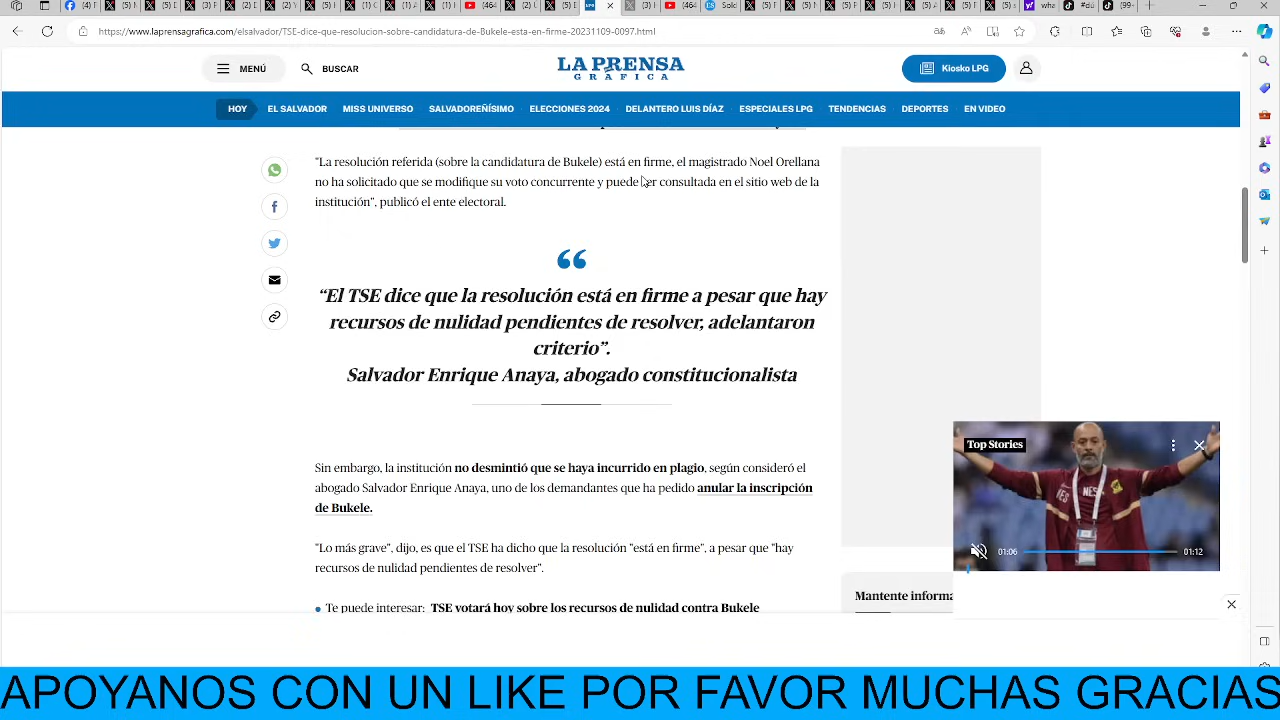 (4)
(464
(5)
(3)
(464
Solo
wha
#du
(99+
https://www.laprensagrafica.com/elsalvador/TSE-dice-que-resolucion-sobre-candidatura-de-Bukele-esta-en-firme-20231109-0097.html
MENÚ
BUSCAR
LA PRENSA
GRÁFICA
Kiosko LPG
HOY
EL SALVADOR
MISS UNIVERSO
SALVADOREÑÍSIMO
ELECCIONES 2024
DELANTERO LUIS DÍAZ
ESPECIALES LPG
TENDENCIAS
DEPORTES
EN VIDEO
"La resolución referida (sobre la candidatura de Bukele) está en firme, el magistrado Noel Orellana
no ha solicitado que se modifique su voto concurrente y puede ser consultada en el sitio web de la
institución", publicó el ente electoral.
“El TSE dice que la resolución está en firme a pesar que hay
recursos de nulidad pendientes de resolver, adelantaron
criterio”.
Salvador Enrique Anaya, abogado constitucionalista
Sin embargo, la institución no desmintió que se haya incurrido en plagio, según consideró el
abogado Salvador Enrique Anaya, uno de los demandantes que ha pedido anular la inscripción
de Bukele.
"Lo más grave", dijo, es que el TSE ha dicho que la resolución "está en firme", a pesar que "hay
recursos de nulidad pendientes de resolver".
Te puede interesar: TSE votará hoy sobre los recursos de nulidad contra Bukele
Top Stories
01:06
01:12
Mantente informa
APOYANOS CON UN LIKE POR FAVOR MUCHAS GRACIAS